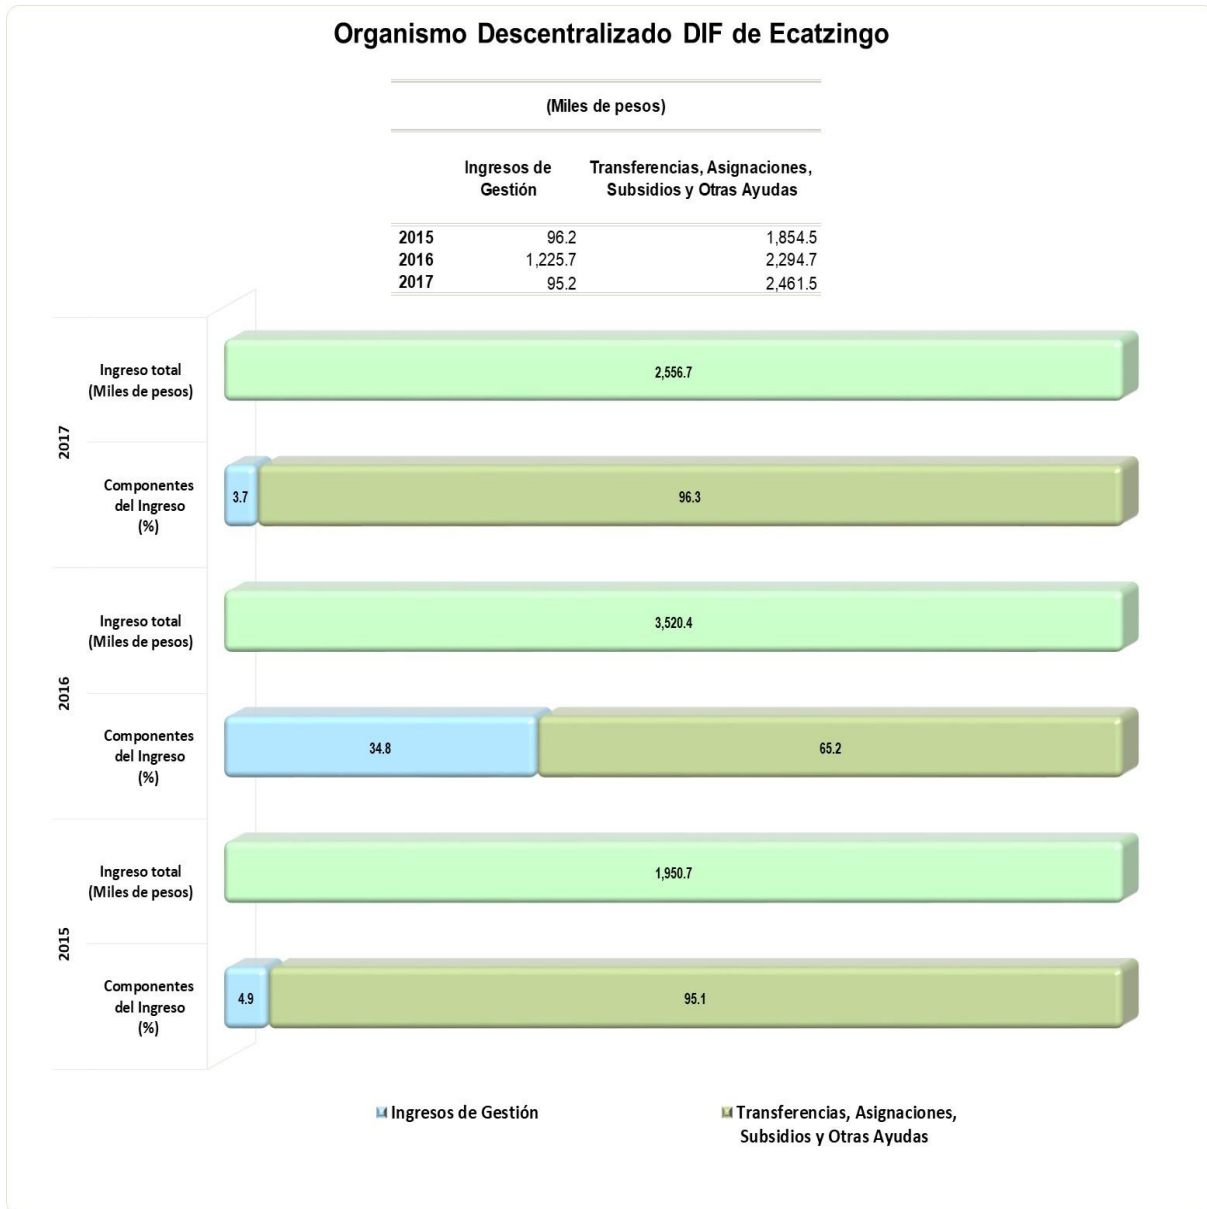 Organismo Descentralizado DIF de Ecatzingo
(Miles de pesos)
Ingresos de Gestión
Transferencias, Asignaciones, Subsidios y Otras Ayudas
2015 96.2 1,854.5
2016 1,225.7 2,294.7
2017 95.2 2,461.5
2017
Ingreso total
(Miles de pesos)
2,556.7
Componentes
del Ingreso
(%)
3.7 96.3
2016
Ingreso total
(Miles de pesos)
3,520.4
Componentes
del Ingreso
(%)
34.8 65.2
2015
Ingreso total
(Miles de pesos)
1,950.7
Componentes
del Ingreso
(%)
4.9 95.1
Ingresos de Gestión
Transferencias, Asignaciones,
Subsidios y Otras Ayudas